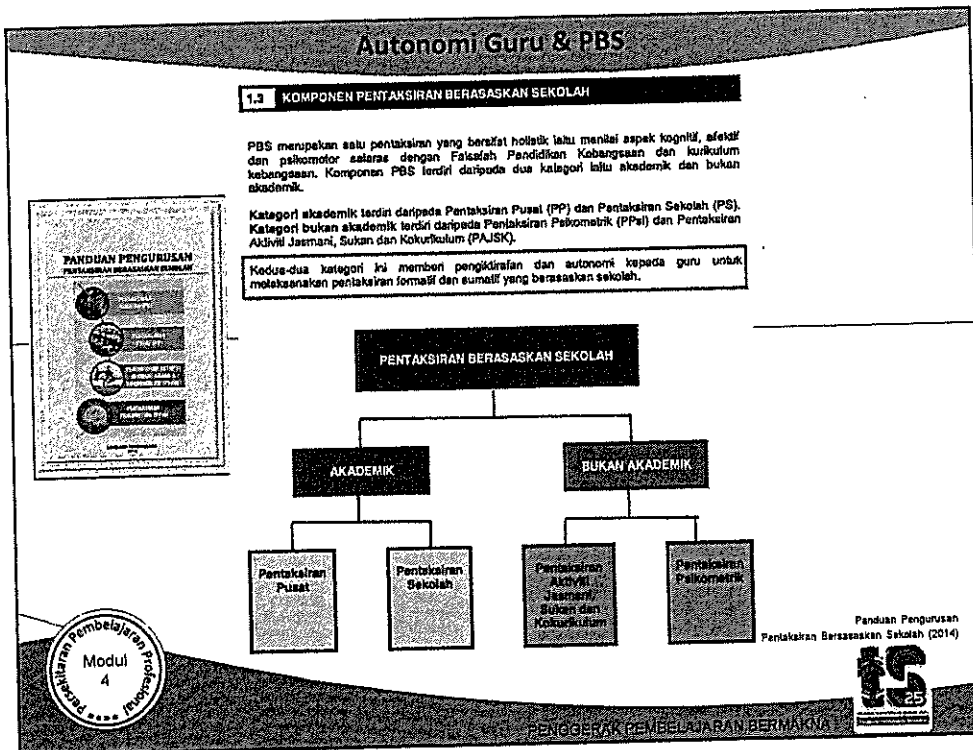 Autonomi Guru & PBS
1.3 KOMPONEN PENTAKSIRAN BERASASKAN SEKOLAH
PBS merupakan satu pentaksiran yang bersifat holistik iaitu menilai aspek kognitif, afektif
dan psikomotor selaras dengan Falsafah Pendidikan Kebangsaan dan kurikulum
kebangsaan. Komponen PBS terdiri daripada dua kategori iaitu akademik dan bukan
akademik.
Kategori akademik terdiri daripada Pentaksiran Pusat (PP) dan Pentaksiran Sekolah (PS).
Kategori bukan akademik terdiri daripada Pentaksiran Psikometrik (PPsi) dan Pentaksiran
Aktiviti Jasmani, Sukan dan Kokurikulum (PAJSK).
Kedua-dua kategori ini memberi pengiktirafan dan autonomi kepada guru untuk
melaksanakan pentaksiran formatif dan sumatif yang berasaskan sekolah.
PANDUAN PENGURUSAN
PENTAKSIRAN BERASASKAN SEKOLAH
PENTAKSIRAN BERASASKAN SEKOLAH
AKADEMIK
BUKAN AKADEMIK
Pentaksiran
Pusat
Pentaksiran
Sekolah
Pentaksiran
Aktiviti
Jasmani,
Sukan dan
Kokurikulum
Pentaksiran
Psikometrik
Panduan Pengurusan
Pentaksiran Bersasaskan Sekolah (2014)
Persekitaran Pembelajaran Profesional
Modul
4
25
PENGGERAK PEMBELAJARAN BERMAKNA